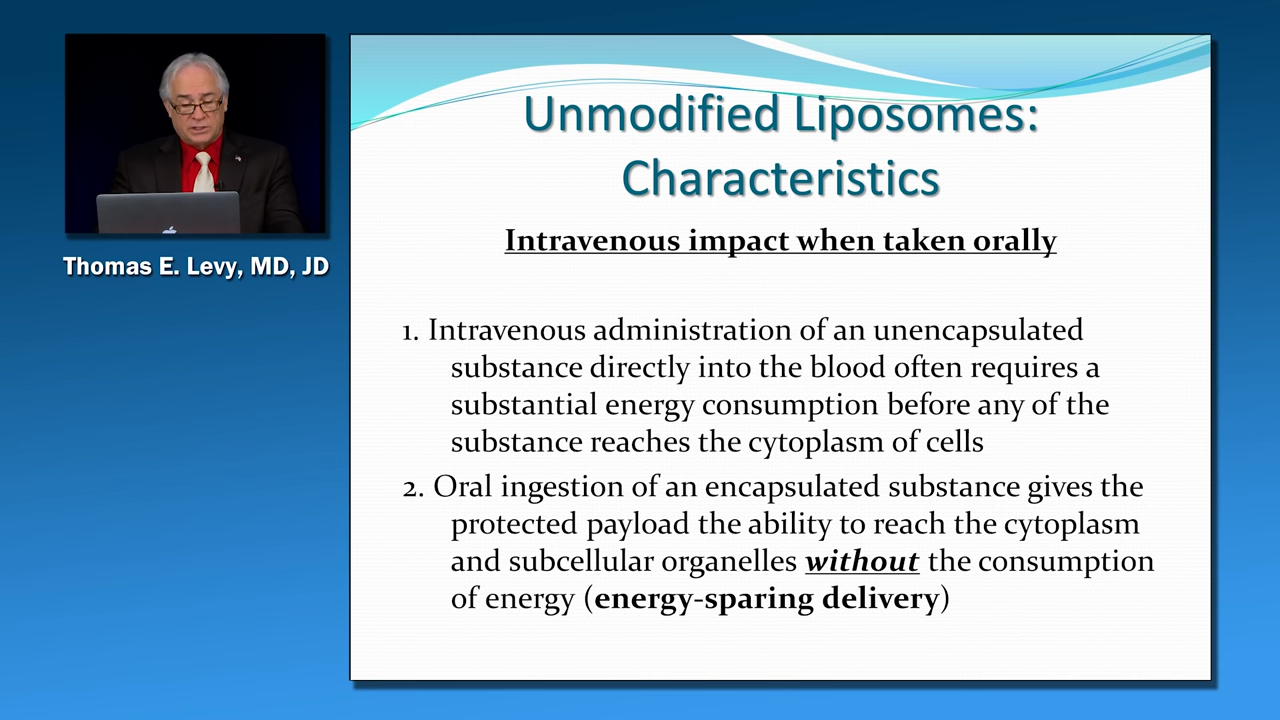 Unmodified Liposomes:
Characteristics
Intravenous impact when taken orally
1. Intravenous administration of an unencapsulated
substance directly into the blood often requires a
substantial energy consumption before any of the
substance reaches the cytoplasm of cells
2. Oral ingestion of an encapsulated substance gives the
protected payload the ability to reach the cytoplasm
and subcellular organelles without the consumption
of energy (energy-sparing delivery)
Thomas E. Levy, MD, JD